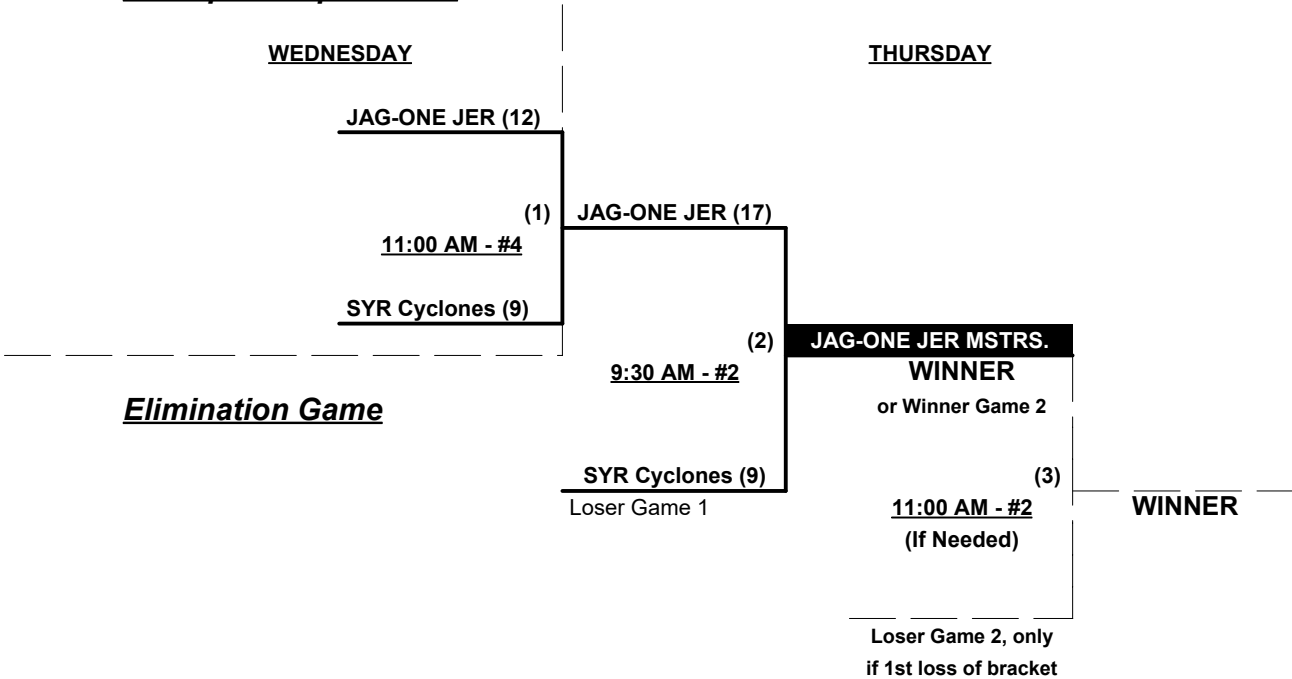 WEDNESDAY
THURSDAY
JAG-ONE JER (12)
(1)
JAG-ONE JER (17)
11:00 AM - #4
SYR Cyclones (9)
(2)
JAG-ONE JER MSTRS.
9:30 AM - #2
WINNER
or Winner Game 2
Elimination Game
SYR Cyclones (9)
(3)
Loser Game 1
11:00 AM - #2
WINNER
(If Needed)
Loser Game 2, only
if 1st loss of bracket